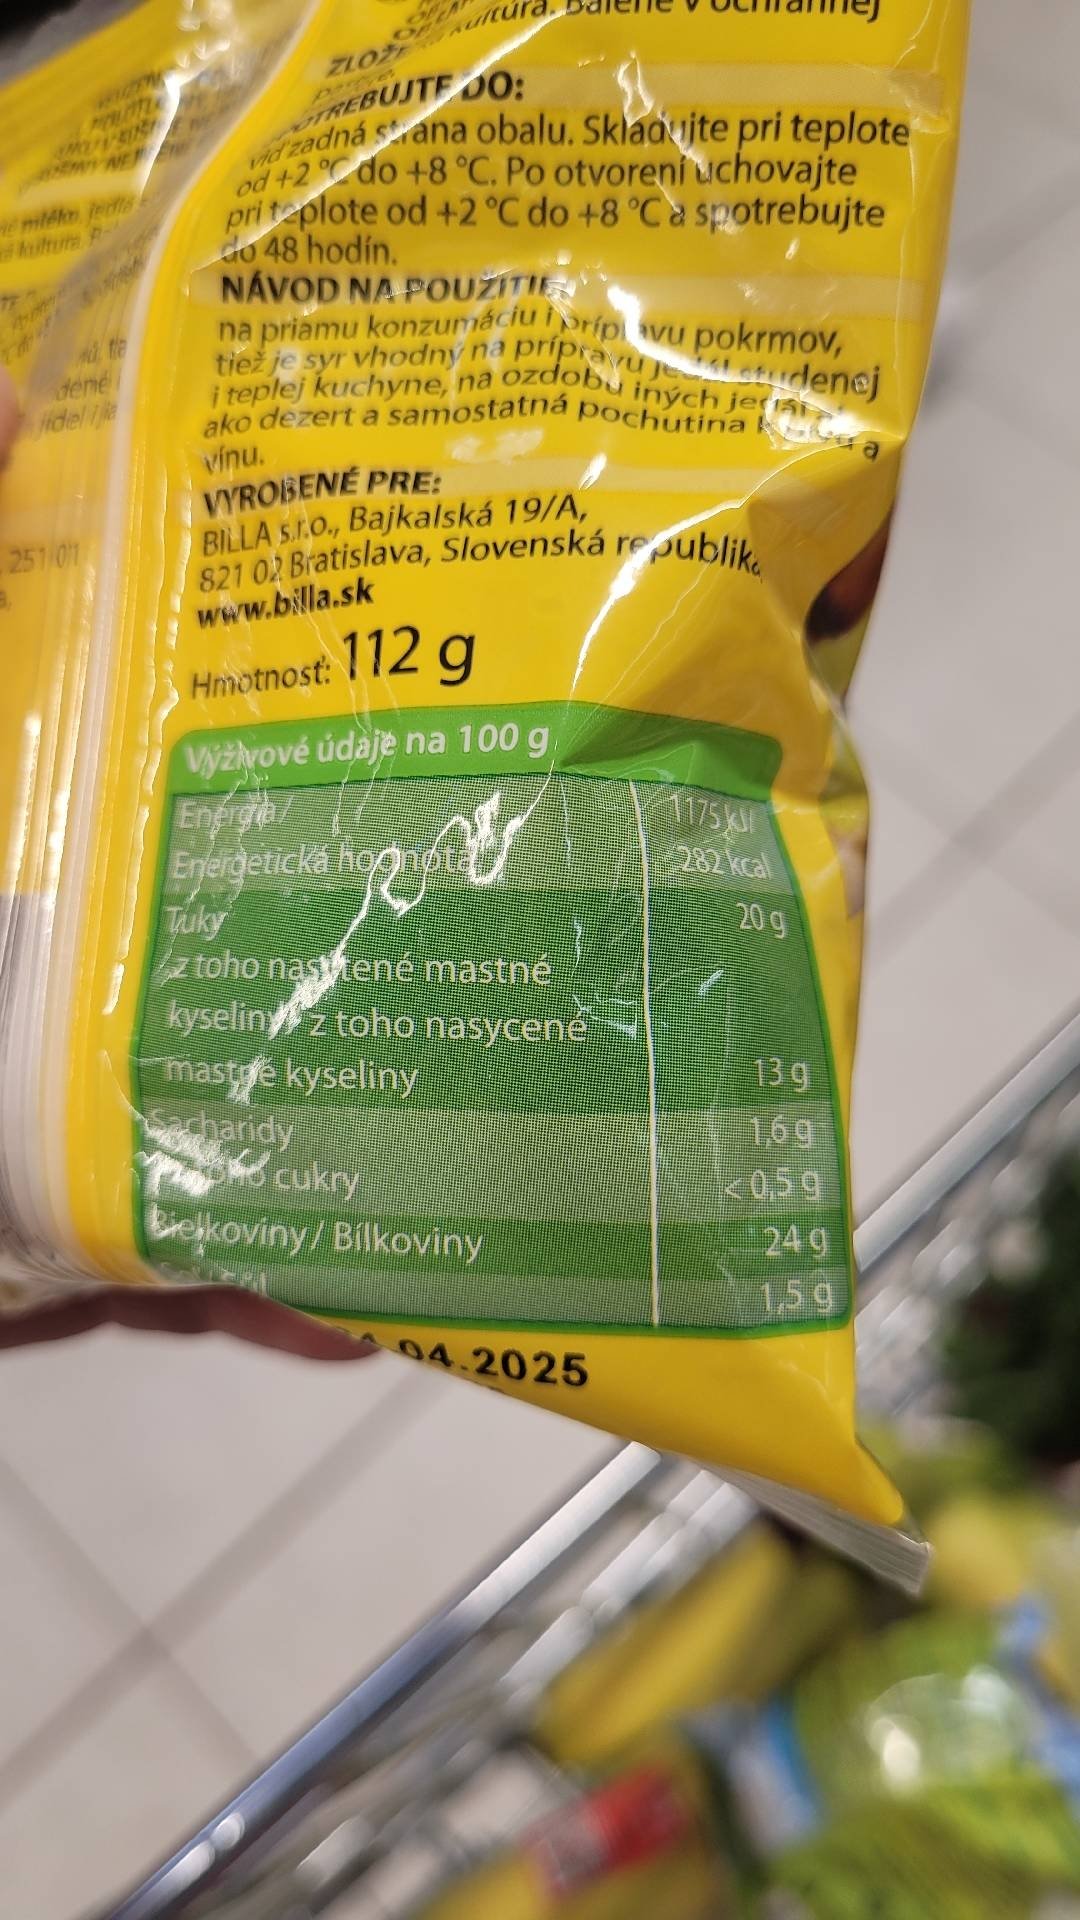 kultúra. Balené v ochrannej
ZLOŽE
DO:
viď zadná strana obalu. Skladujte pri teplote
od +2 °C do +8 °C. Po otvorení uchovajte
pri teplote od +2 °C do +8 °C a spotrebujte
do 48 hodín.
NÁVOD NA POUŽITIE:
na priamu konzumáciu i prípravu pokrmov,
tiež je syr vhodný na prípravu jedál studenej
i teplej kuchyne, na ozdobu iných jedál
ako dezert a samostatná pochutina k a
vínu.
VYROBENÉ PRE:
BILLA s.r.o., Bajkalská 19/A,
821 02 Bratislava, Slovenská republika
www.billa.sk
Hmotnosť: 112 g
Výživové údaje na 100 g
Energia/ 1175 kJ/
Energetická hodnota 282 kcal
Tuky 20 g
z toho nasýtené mastné
kyseliny/ z toho nasycené
mastné kyseliny 13 g
Sacharidy 1,6 g
z toho cukry <0,5 g
Bielkoviny / Bílkoviny 24 g
1,5 g
04.2025